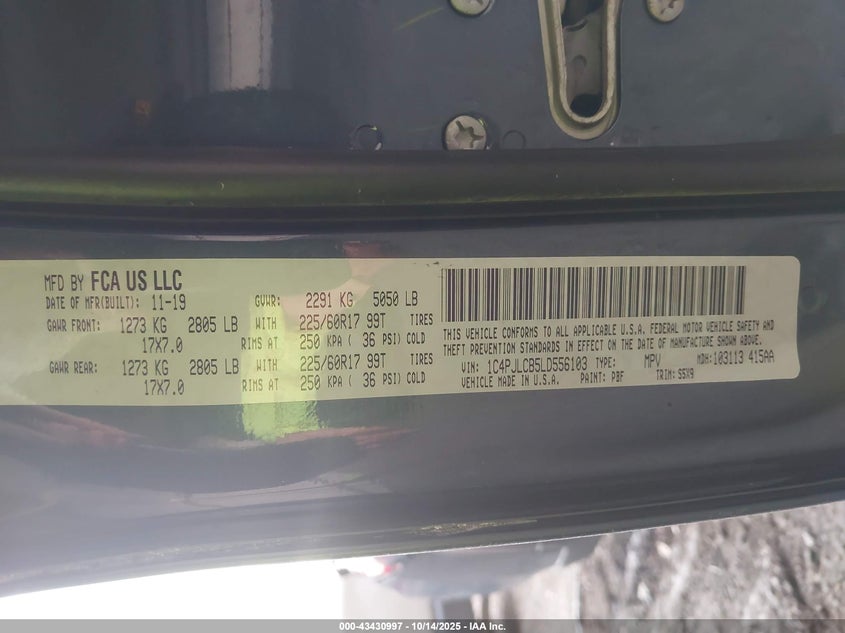 MFD BY FCA US LLC
DATE OF MFR(BUILT): 11-19 GVWR: 2291 KG 5050 LB
GAWR FRONT: 1273 KG 2805 LB WITH 225/60R17 99T TIRES
17X7.0 RIMS AT 250 KPA ( 36 PSI) COLD
GAWR REAR: 1273 KG 2805 LB WITH 225/60R17 99T TIRES
17X7.0 RIMS AT 250 KPA ( 36 PSI) COLD
THIS VEHICLE CONFORMS TO ALL APPLICABLE U.S.A. FEDERAL MOTOR VEHICLE SAFETY AND
THEFT PREVENTION STANDARDS IN EFFECT ON THE DATE OF MANUFACTURE SHOWN ABOVE.
VIN: 1C4PJLCB5LD556103 TYPE: MPV MDH: 103113 415AA
VEHICLE MADE IN U.S.A. PAINT: PBF TRIM: S5X9
000-43430997 - 10/14/2025 - IAA Inc.